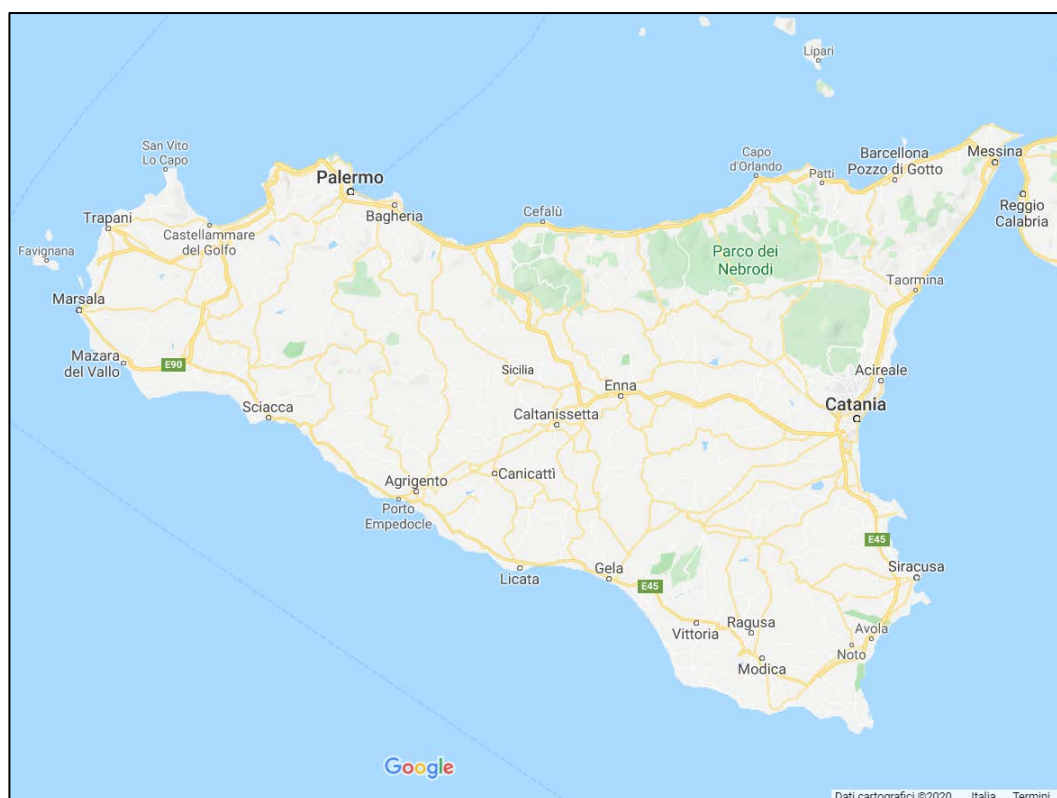 Lipari
San Vito
Lo Capo
Palermo
Bagheria
Cefalù
Capo
d'Orlando
Patti
Barcellona
Pozzo di Gotto
Messina
Reggio
Calabria
Trapani
Castellammare
del Golfo
Favignana
Parco dei
Nebrodi
Taormina
Marsala
Mazara
del Vallo
E90
Sicilia
Enna
Acireale
Sciacca
Caltanissetta
Catania
Agrigento
Canicattì
Porto
Empedocle
E45
Licata
Gela
E45
Siracusa
Vittoria
Ragusa
Avola
Noto
Modica
Google
Dati cartografici ©2020 Italia Termini